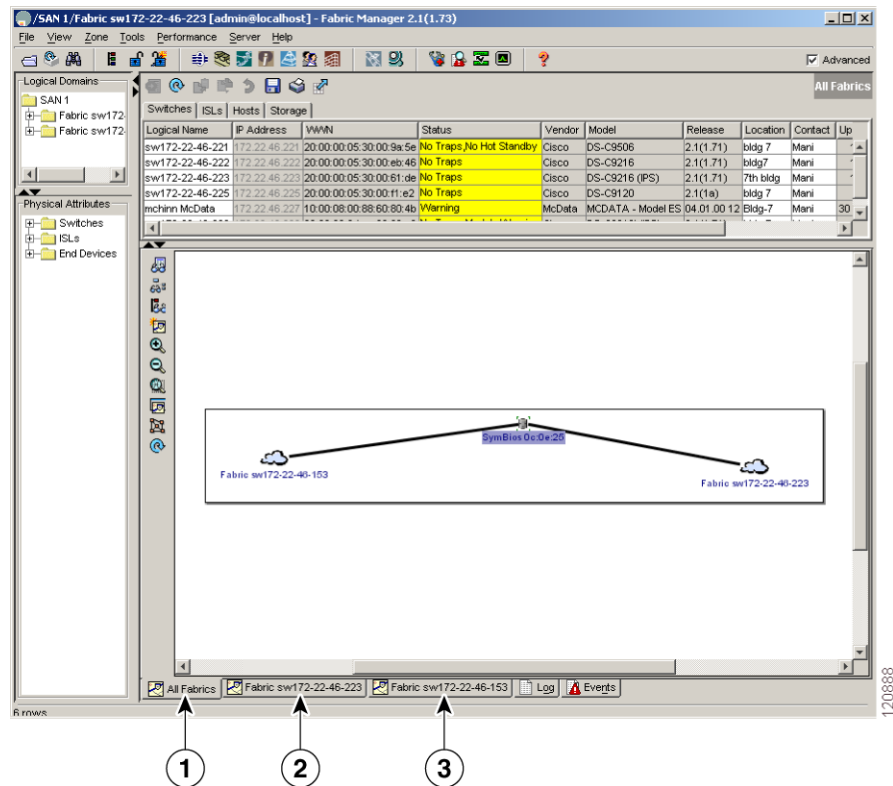 /SAN 1/Fabric sw172-22-46-223 [admin@localhost] - Fabric Manager 2.1(1.73)
File View Zone Tools Performance Server Help
Advanced
Logical Domains
SAN 1
Fabric sw172-
Fabric sw172-
All Fabrics
Switches ISLs Hosts Storage
Logical Name IP Address WWN Status Vendor Model Release Location Contact Up
sw172-22-46-221 172.22.46.221 20:00:00:05:30:00:9a:5e No Traps,No Hot Standby Cisco DS-C9506 2.1(1.71) bldg 7 Mani
sw172-22-46-222 172.22.46.222 20:00:00:05:30:00:eb:46 No Traps Cisco DS-C9216 2.1(1.71) bldg7 Mani
sw172-22-46-223 172.22.46.223 20:00:00:05:30:00:61:de No Traps Cisco DS-C9216 (IPS) 2.1(1.71) 7th bldg Mani
sw172-22-46-225 172.22.46.225 20:00:00:05:30:00:f1:e2 No Traps Cisco DS-C9120 2.1(1a) bldg 7 Mani
mchinn McData 172.22.46.227 10:00:08:00:88:60:80:4b Warning McData MCDATA - Model ES 04.01.00 12 Bldg-7 Mani 30
Physical Attributes
Switches
ISLs
End Devices
SymBios 0c:0e:25
Fabric sw172-22-46-153
Fabric sw172-22-46-223
All Fabrics Fabric sw172-22-46-223 Fabric sw172-22-46-153 Log Events
6 rows
120888
1 2 3